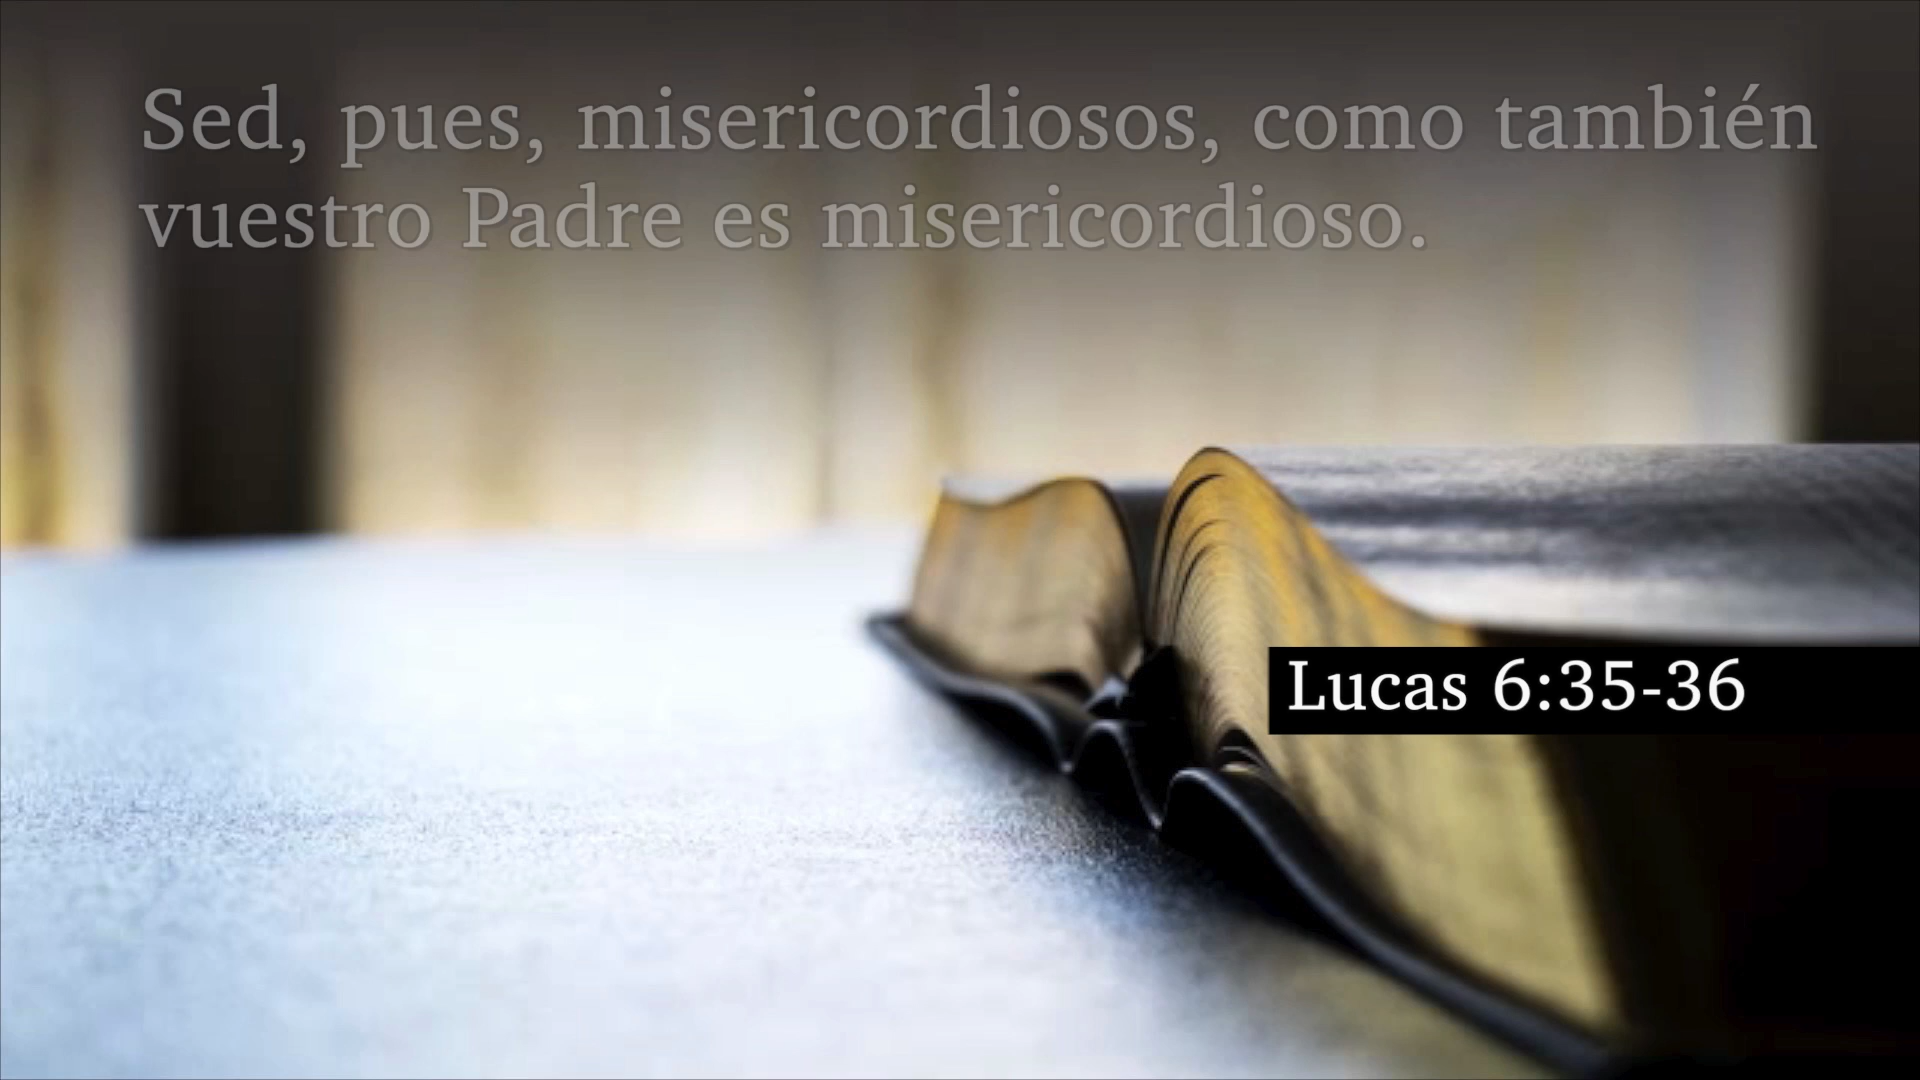 Sed, pues, misericordiosos, como también
vuestro Padre es misericordioso.
Lucas 6:35-36